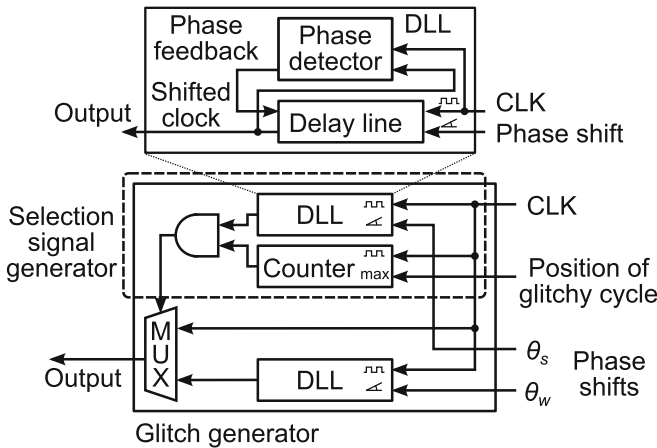 Phase
feedback
Phase
detector
DLL
Shifted
clock
Output
Delay line
CLK
Phase shift
Selection
signal
generator
DLL
CLK
Counter
max
Position of
glitchy cycle
MUX
θs
Phase
shifts
DLL
θw
Output
Glitch generator